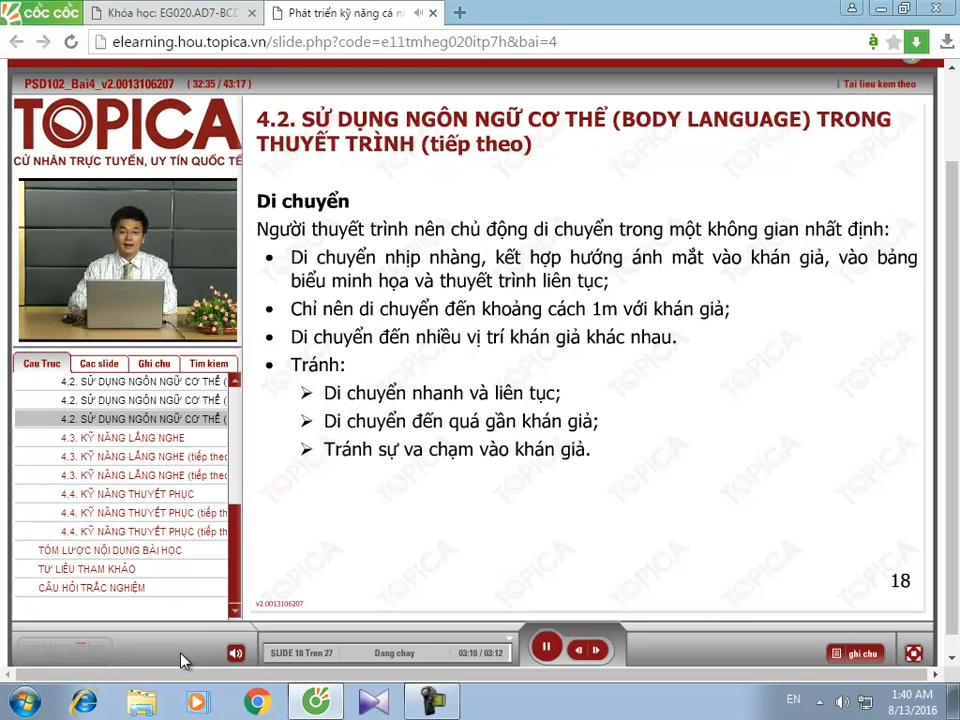 cốc cốc
Khóa học: EG020.AD7-BCD
Phát triển kỹ năng cá n
elearning.hou.topica.vn/slide.php?code=e11tmheg020itp7h&bai=4
PSD102_Bai4_v2.0013106207 ( 32:35 / 43:17 )
Tai lieu kem theo
TOPICA
CỬ NHÂN TRỰC TUYẾN, UY TÍN QUỐC TẾ
4.2. SỬ DỤNG NGÔN NGỮ CƠ THỂ (BODY LANGUAGE) TRONG
THUYẾT TRÌNH (tiếp theo)
Di chuyển
Người thuyết trình nên chủ động di chuyển trong một không gian nhất định:
• Di chuyển nhịp nhàng, kết hợp hướng ánh mắt vào khán giả, vào bảng
biểu minh họa và thuyết trình liên tục;
• Chỉ nên di chuyển đến khoảng cách 1m với khán giả;
• Di chuyển đến nhiều vị trí khán giả khác nhau.
• Tránh:
➢ Di chuyển nhanh và liên tục;
➢ Di chuyển đến quá gần khán giả;
➢ Tránh sự va chạm vào khán giả.
18
v2.0013106207
Cau Truc
Cac slide
Ghi chu
Tim kiem
4.2. SỬ DỤNG NGÔN NGỮ CƠ THỂ (
4.2. SỬ DỤNG NGÔN NGỮ CƠ THỂ (
4.2. SỬ DỤNG NGÔN NGỮ CƠ THỂ (
4.3. KỸ NĂNG LẮNG NGHE
4.3. KỸ NĂNG LẮNG NGHE (tiếp theo
4.3. KỸ NĂNG LẮNG NGHE (tiếp theo
4.4. KỸ NĂNG THUYẾT PHỤC
4.4. KỸ NĂNG THUYẾT PHỤC (tiếp th
4.4. KỸ NĂNG THUYẾT PHỤC (tiếp th
TÓM LƯỢC NỘI DUNG BÀI HỌC
TƯ LIỆU THAM KHẢO
CÂU HỎI TRẮC NGHIỆM
SLIDE 18 Tren 27
Dang chay
03:10 / 03:12
ghi chu
EN
1:40 AM
8/13/2016